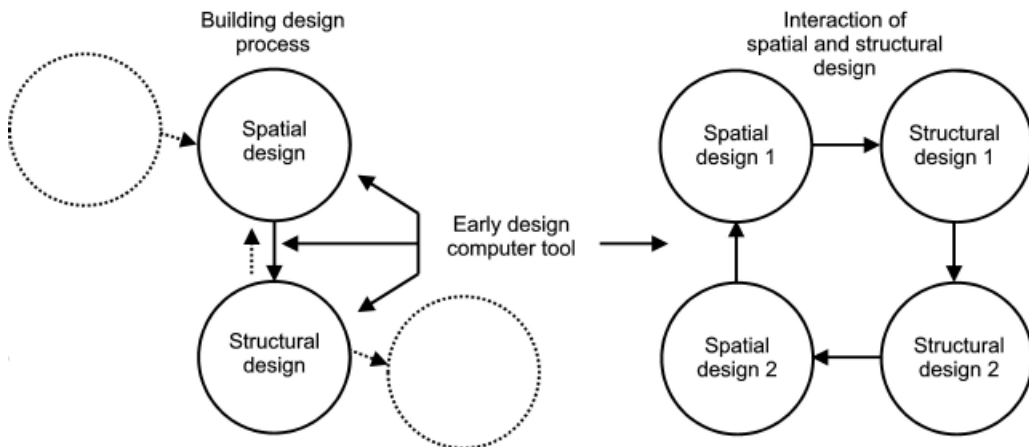 Building design
process
Spatial
design
Structural
design
Early design
computer tool
Interaction of
spatial and structural
design
Spatial
design 1
Structural
design 1
Spatial
design 2
Structural
design 2